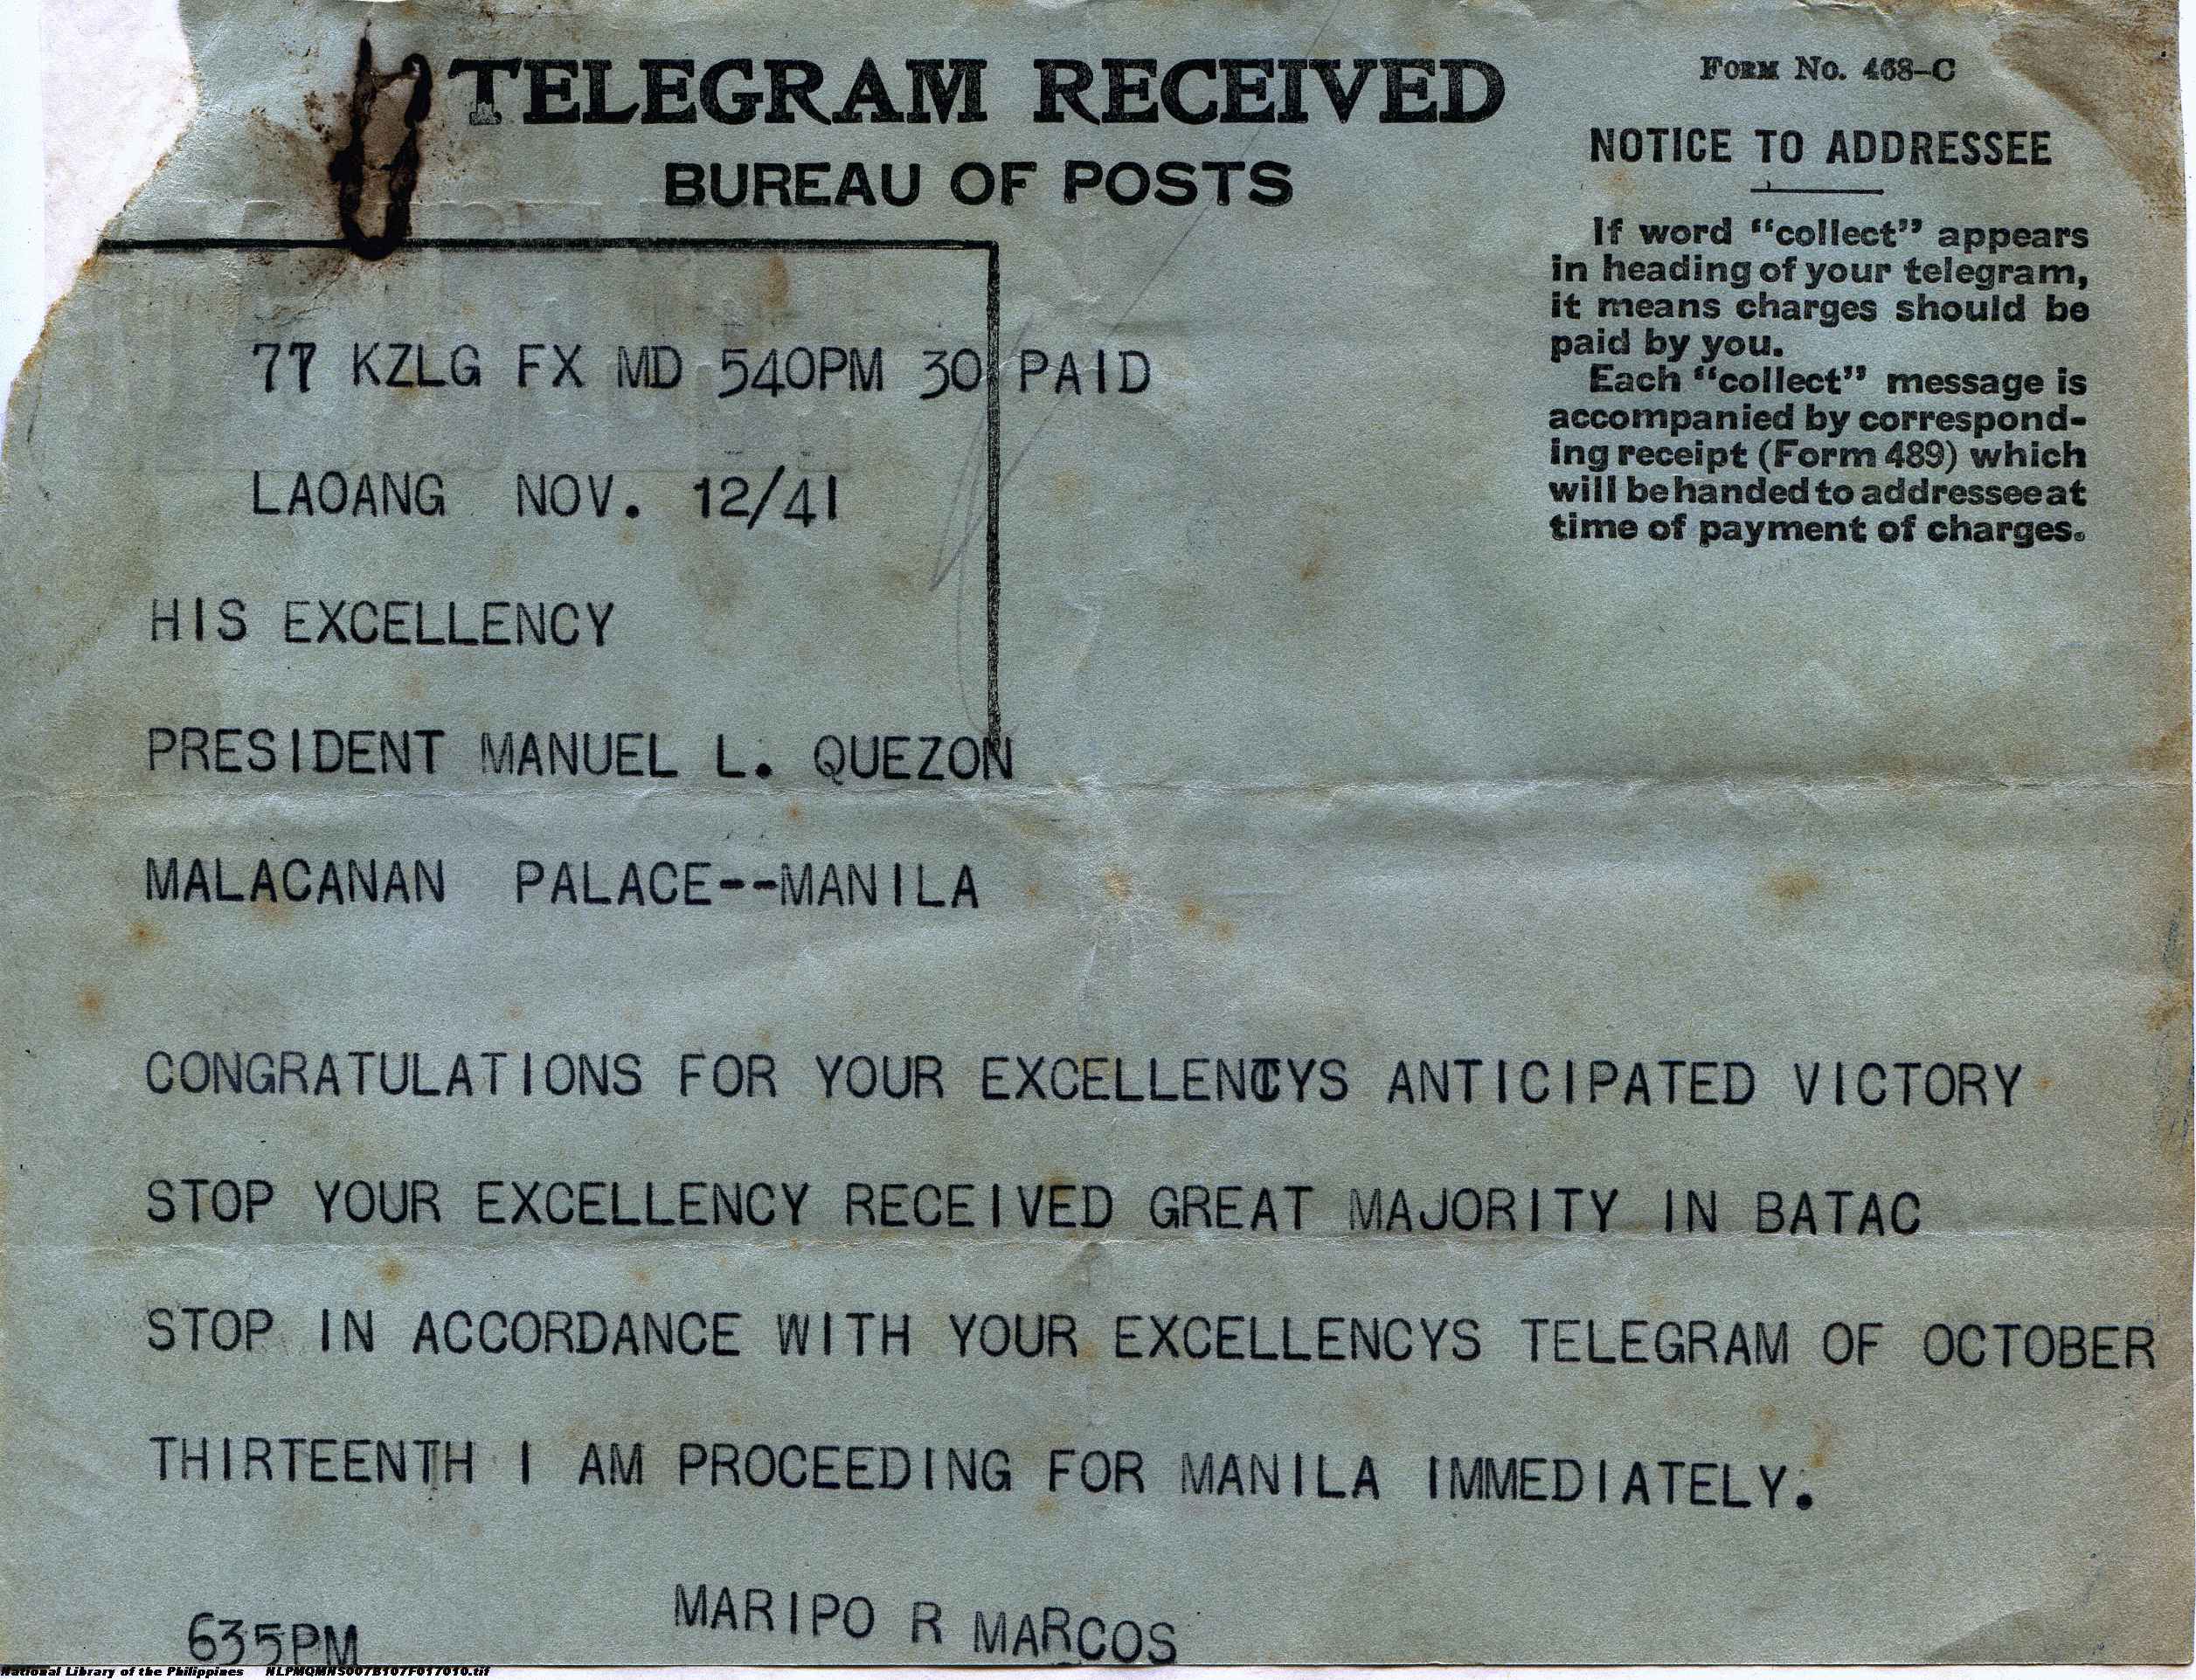 TELEGRAM RECEIVED
BUREAU OF POSTS
FORM NO. 468-C
NOTICE TO ADDRESSEE
If word "collect" appears
in heading of your telegram,
it means charges should be
paid by you.
Each "collect" message is
accompanied by correspond-
ing receipt (Form 489) which
will be handed to addressee at
time of payment of charges.
77 KZLG FX MD 540PM 30 PAID
LAOANG NOV. 12/41
HIS EXCELLENCY
PRESIDENT MANUEL L. QUEZON
MALACANAN PALACE--MANILA
CONGRATULATIONS FOR YOUR EXCELLENCYS ANTICIPATED VICTORY
STOP YOUR EXCELLENCY RECEIVED GREAT MAJORITY IN BATAC
STOP IN ACCORDANCE WITH YOUR EXCELLENCYS TELEGRAM OF OCTOBER
THIRTEENTH I AM PROCEEDING FOR MANILA IMMEDIATELY.
MARIPO R MARCOS
635PM
National Library of the Philippines NLPMQMNS007B107F017010.tif